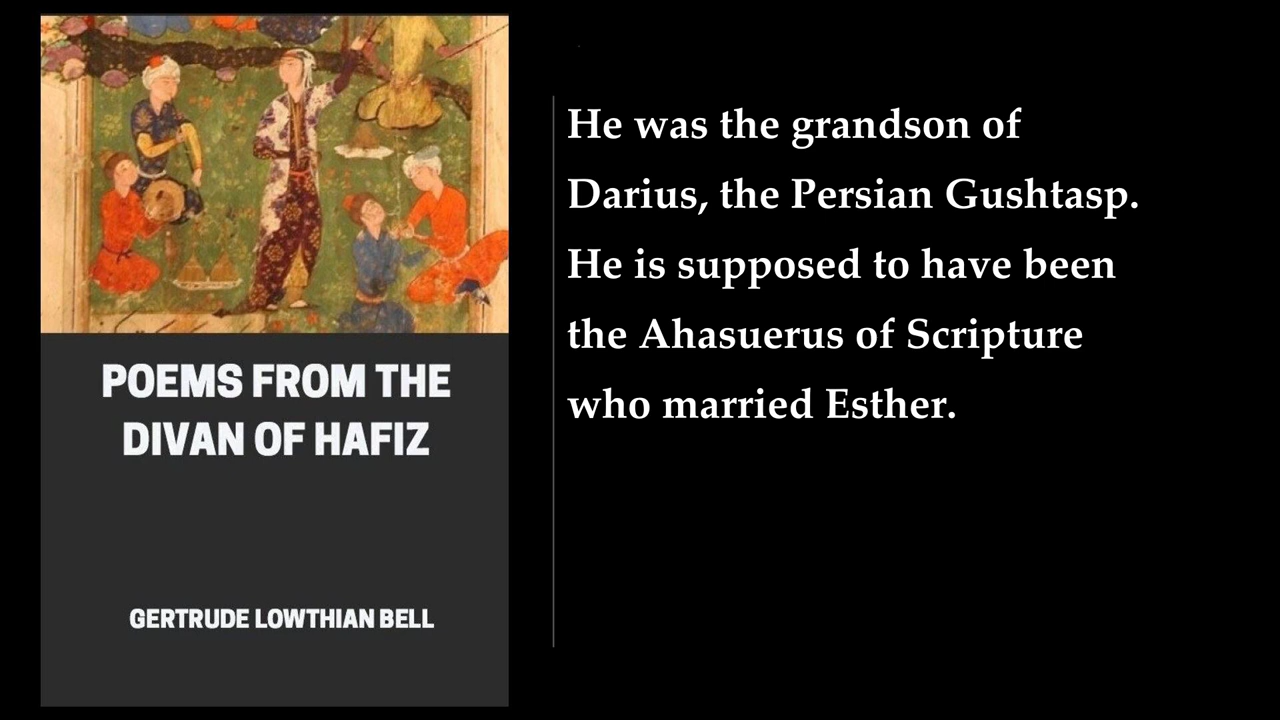 POEMS FROM THE
DIVAN OF HAFIZ
GERTRUDE LOWTHIAN BELL
He was the grandson of
Darius, the Persian Gushtasp.
He is supposed to have been
the Ahasuerus of Scripture
who married Esther.